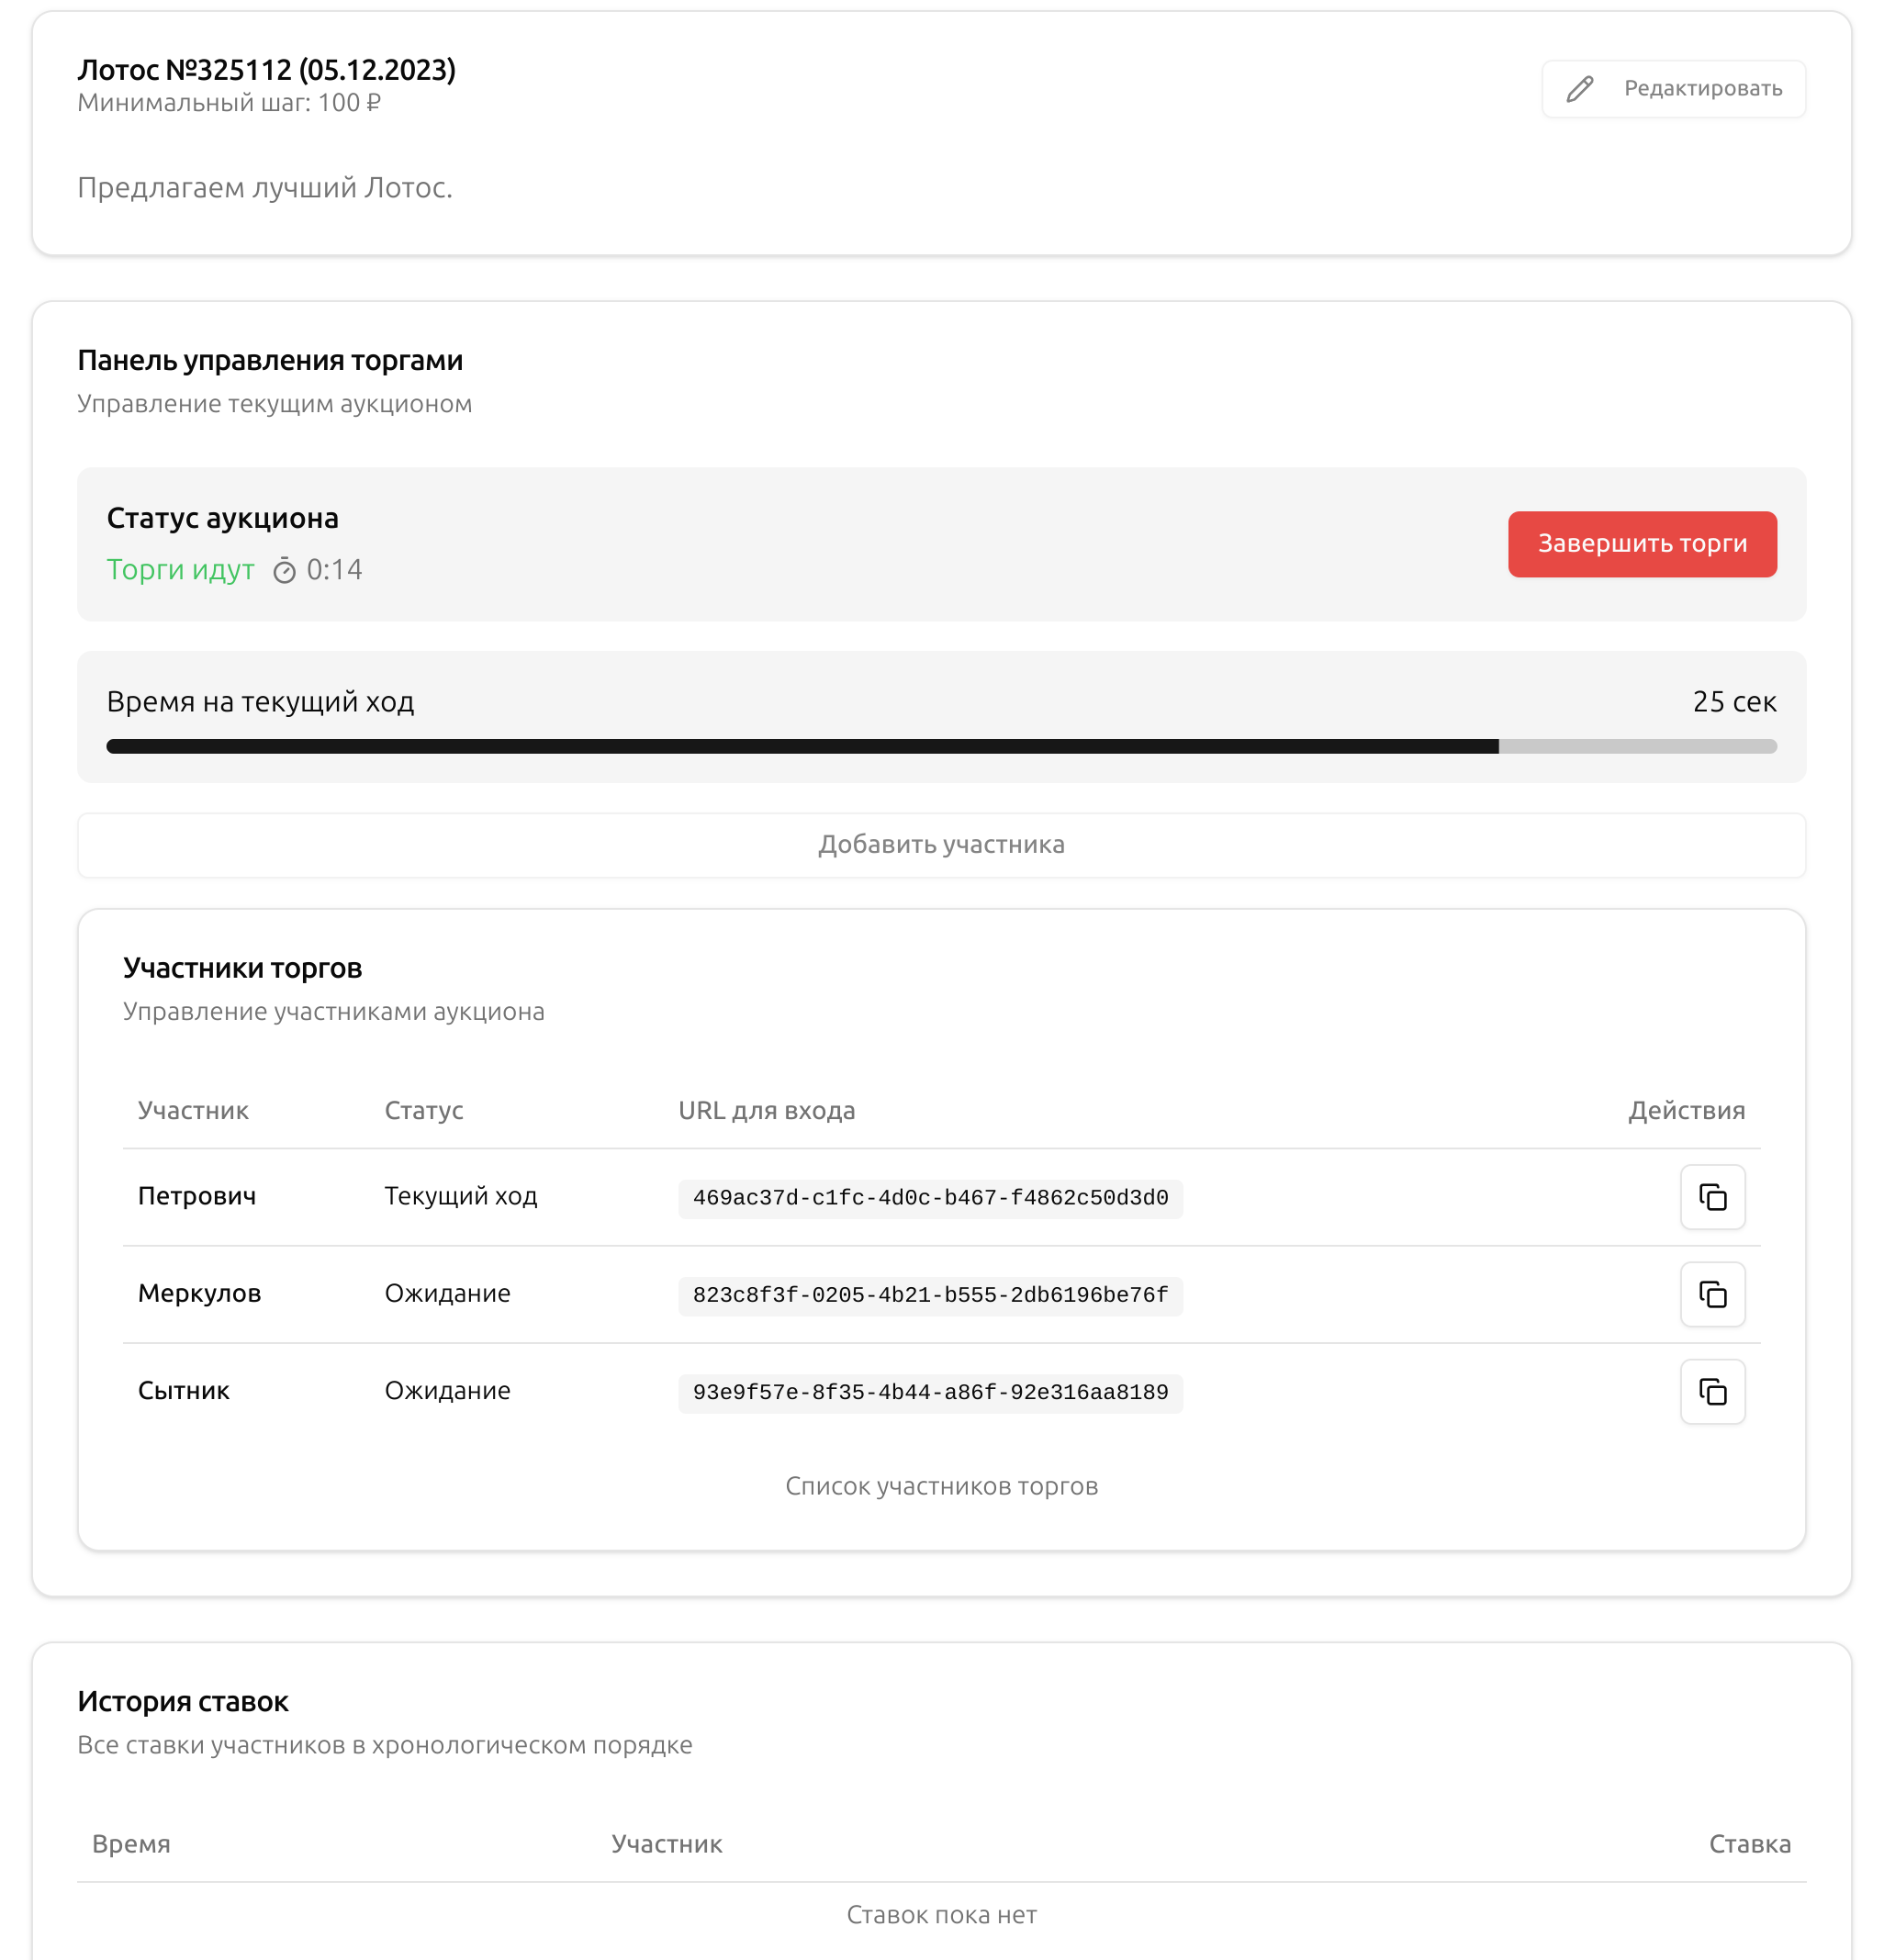 Лотос №325112 (05.12.2023)
Минимальный шаг: 100 ₽
Редактировать
Предлагаем лучший Лотос.
Панель управления торгами
Управление текущим аукционом
Статус аукциона
Торги идут 0:14
Завершить торги
Время на текущий ход 25 сек
Добавить участника
Участники торгов
Управление участниками аукциона
Участник Статус URL для входа Действия
Петрович Текущий ход 469ac37d-c1fc-4d0c-b467-f4862c50d3d0
Меркулов Ожидание 823c8f3f-0205-4b21-b555-2db6196be76f
Сытник Ожидание 93e9f57e-8f35-4b44-a86f-92e316aa8189
Список участников торгов
История ставок
Все ставки участников в хронологическом порядке
Время Участник Ставка
Ставок пока нет